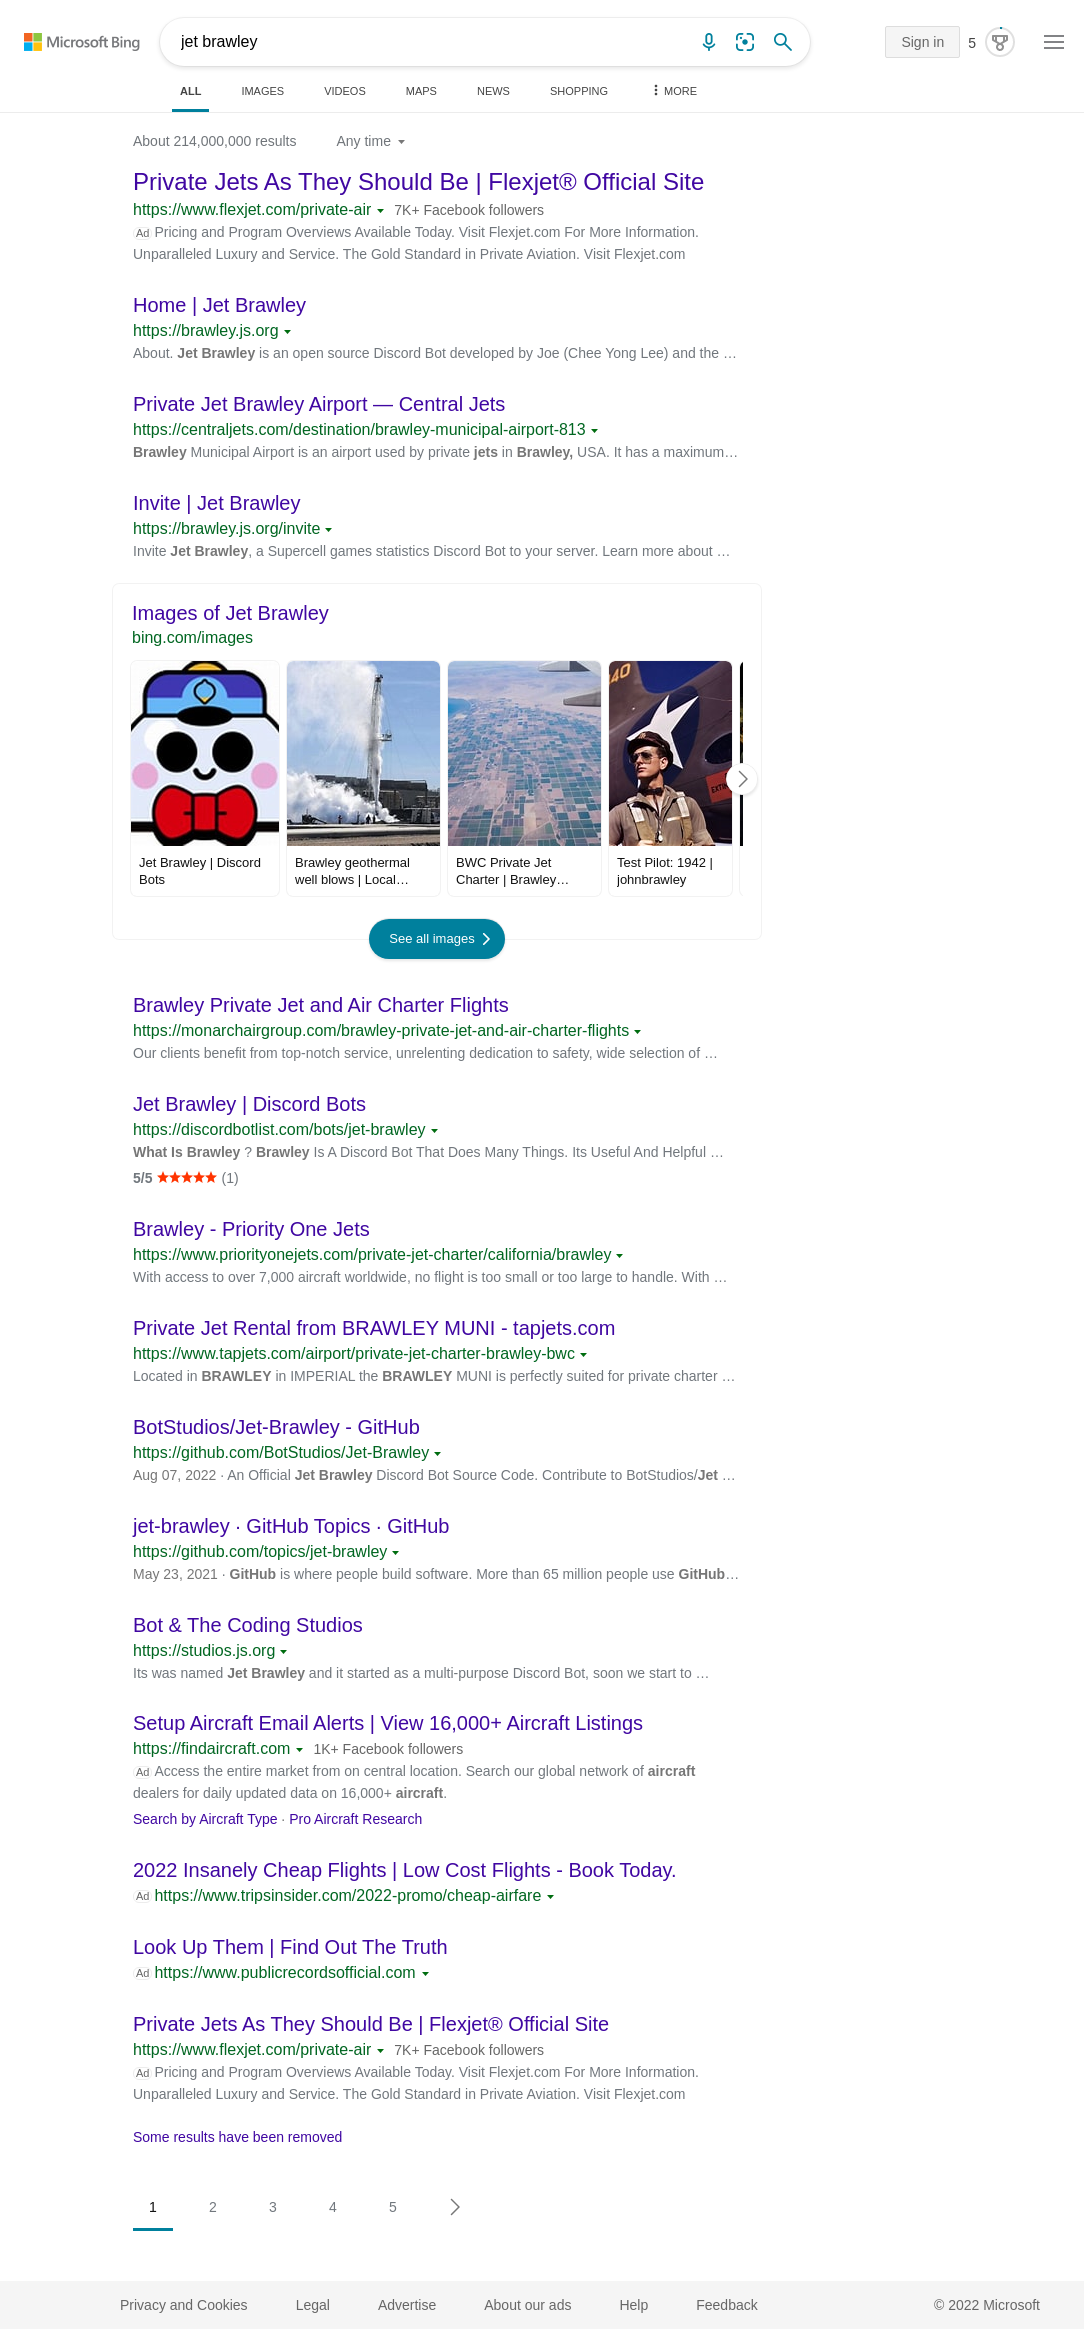 Microsoft Bing
jet brawley
Sign in
5
ALL
IMAGES
VIDEOS
MAPS
NEWS
SHOPPING
MORE
About 214,000,000 results
Any time
Private Jets As They Should Be | Flexjet® Official Site
https://www.flexjet.com/private-air 7K+ Facebook followers
Ad Pricing and Program Overviews Available Today. Visit Flexjet.com For More Information.
Unparalleled Luxury and Service. The Gold Standard in Private Aviation. Visit Flexjet.com
Home | Jet Brawley
https://brawley.js.org
About. Jet Brawley is an open source Discord Bot developed by Joe (Chee Yong Lee) and the …
Private Jet Brawley Airport — Central Jets
https://centraljets.com/destination/brawley-municipal-airport-813
Brawley Municipal Airport is an airport used by private jets in Brawley, USA. It has a maximum…
Invite | Jet Brawley
https://brawley.js.org/invite
Invite Jet Brawley, a Supercell games statistics Discord Bot to your server. Learn more about …
Images of Jet Brawley
bing.com/images
40
EXTIN
Jet Brawley | Discord
Bots
Brawley geothermal
well blows | Local…
BWC Private Jet
Charter | Brawley…
Test Pilot: 1942 |
johnbrawley
See all images
Brawley Private Jet and Air Charter Flights
https://monarchairgroup.com/brawley-private-jet-and-air-charter-flights
Our clients benefit from top-notch service, unrelenting dedication to safety, wide selection of …
Jet Brawley | Discord Bots
https://discordbotlist.com/bots/jet-brawley
What Is Brawley ? Brawley Is A Discord Bot That Does Many Things. Its Useful And Helpful …
5/5 ★★★★★ (1)
Brawley - Priority One Jets
https://www.priorityonejets.com/private-jet-charter/california/brawley
With access to over 7,000 aircraft worldwide, no flight is too small or too large to handle. With …
Private Jet Rental from BRAWLEY MUNI - tapjets.com
https://www.tapjets.com/airport/private-jet-charter-brawley-bwc
Located in BRAWLEY in IMPERIAL the BRAWLEY MUNI is perfectly suited for private charter …
BotStudios/Jet-Brawley - GitHub
https://github.com/BotStudios/Jet-Brawley
Aug 07, 2022 · An Official Jet Brawley Discord Bot Source Code. Contribute to BotStudios/Jet …
jet-brawley · GitHub Topics · GitHub
https://github.com/topics/jet-brawley
May 23, 2021 · GitHub is where people build software. More than 65 million people use GitHub…
Bot & The Coding Studios
https://studios.js.org
Its was named Jet Brawley and it started as a multi-purpose Discord Bot, soon we start to …
Setup Aircraft Email Alerts | View 16,000+ Aircraft Listings
https://findaircraft.com 1K+ Facebook followers
Ad Access the entire market from on central location. Search our global network of aircraft
dealers for daily updated data on 16,000+ aircraft.
Search by Aircraft Type · Pro Aircraft Research
2022 Insanely Cheap Flights | Low Cost Flights - Book Today.
Ad https://www.tripsinsider.com/2022-promo/cheap-airfare
Look Up Them | Find Out The Truth
Ad https://www.publicrecordsofficial.com
Private Jets As They Should Be | Flexjet® Official Site
https://www.flexjet.com/private-air 7K+ Facebook followers
Ad Pricing and Program Overviews Available Today. Visit Flexjet.com For More Information.
Unparalleled Luxury and Service. The Gold Standard in Private Aviation. Visit Flexjet.com
Some results have been removed
1 2 3 4 5
Privacy and Cookies
Legal
Advertise
About our ads
Help
Feedback
© 2022 Microsoft